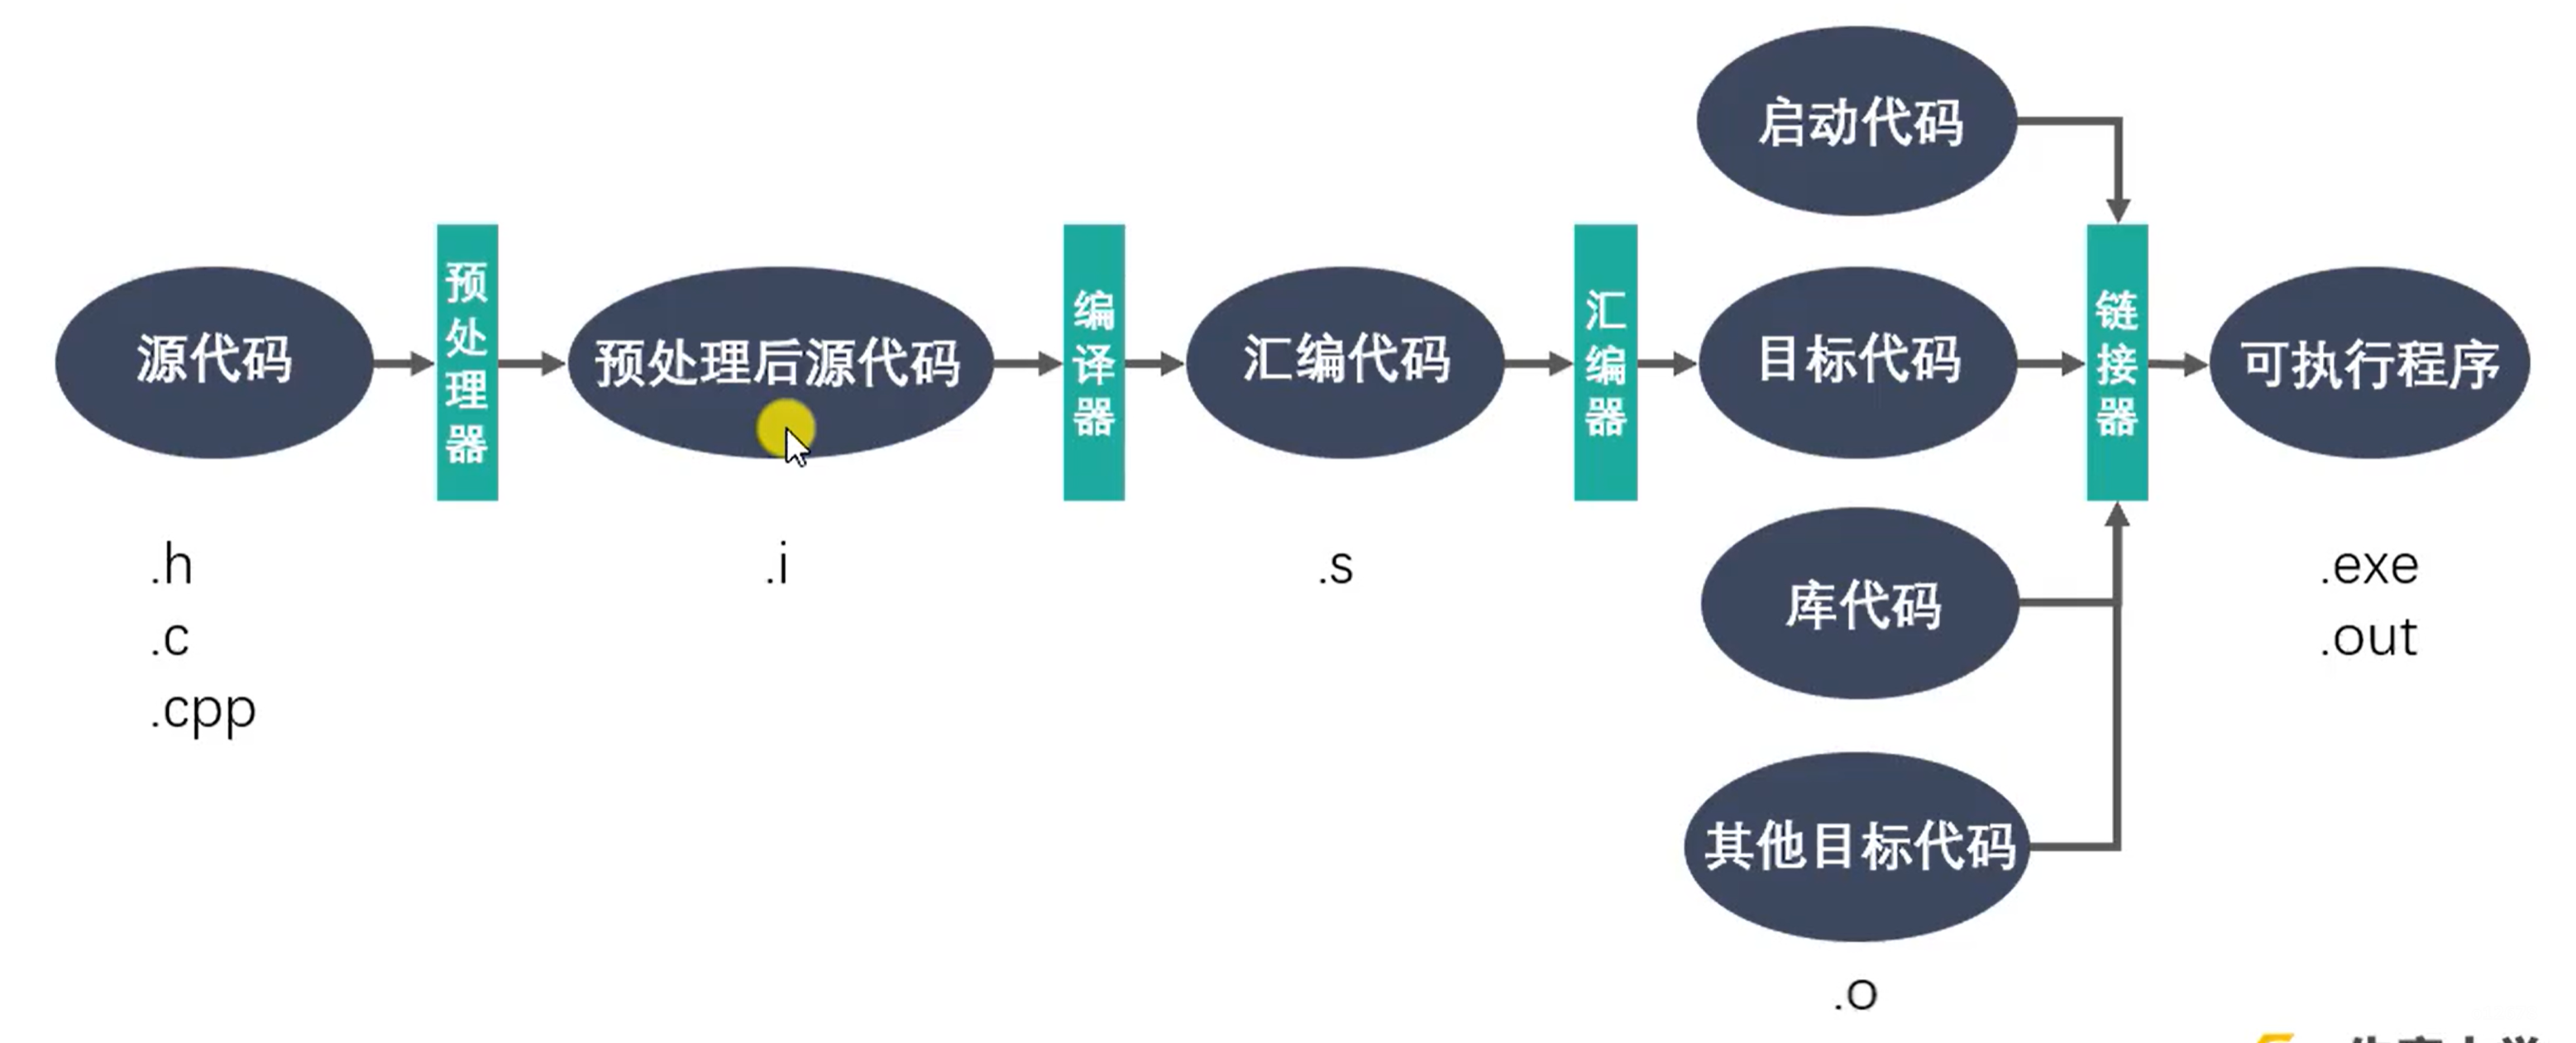 启动代码
源代码
预处理器
预处理后源代码
编译器
汇编代码
汇编器
目标代码
链接器
可执行程序
库代码
其他目标代码
.h
.c
.cpp
.i
.s
.o
.exe
.out